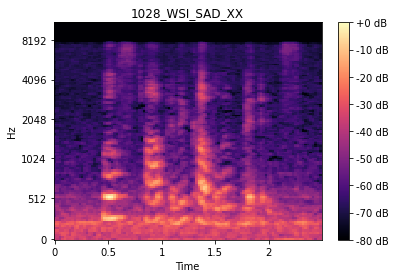 1028_WSI_SAD_XX
Hz
8192
4096
2048
1024
512
0
0
0.5
1
1.5
2
Time
+0 dB
-10 dB
-20 dB
-30 dB
-40 dB
-50 dB
-60 dB
-70 dB
-80 dB